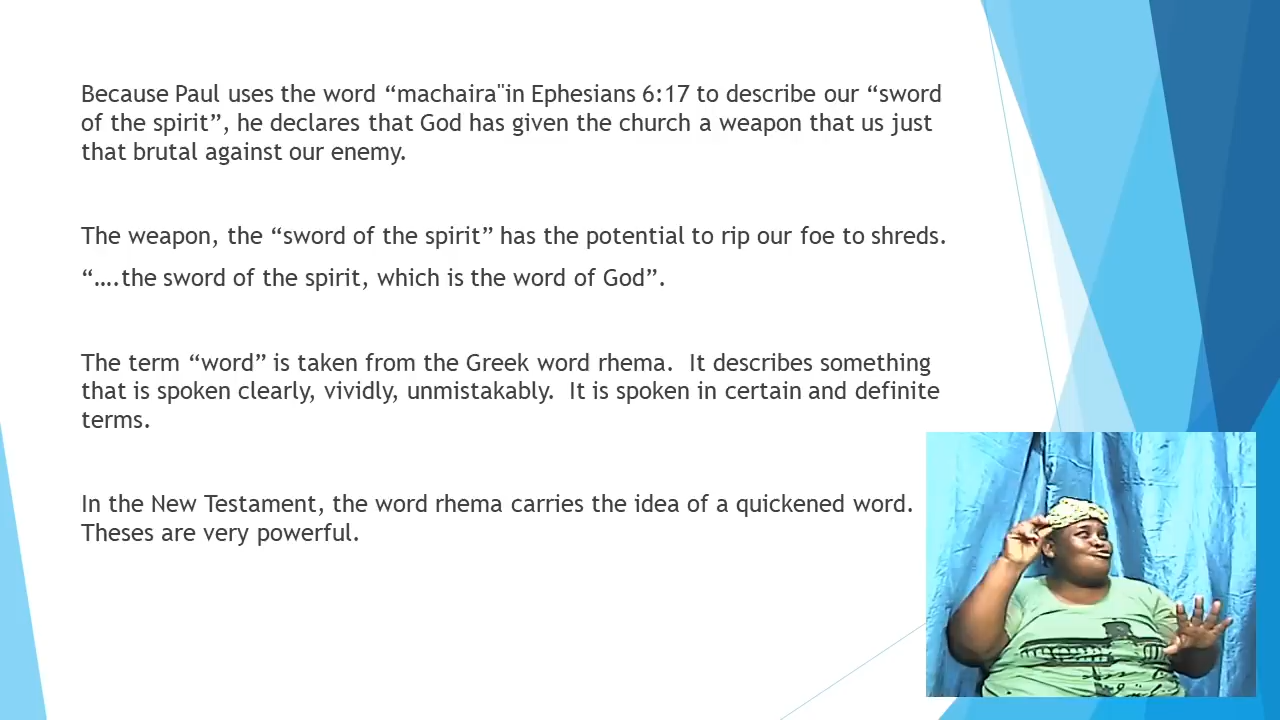 Because Paul uses the word “machaira"in Ephesians 6:17 to describe our “sword
of the spirit”, he declares that God has given the church a weapon that us just
that brutal against our enemy.
The weapon, the “sword of the spirit” has the potential to rip our foe to shreds.
“….the sword of the spirit, which is the word of God”.
The term “word” is taken from the Greek word rhema.  It describes something
that is spoken clearly, vividly, unmistakably.  It is spoken in certain and definite
terms.
In the New Testament, the word rhema carries the idea of a quickened word.
Theses are very powerful.